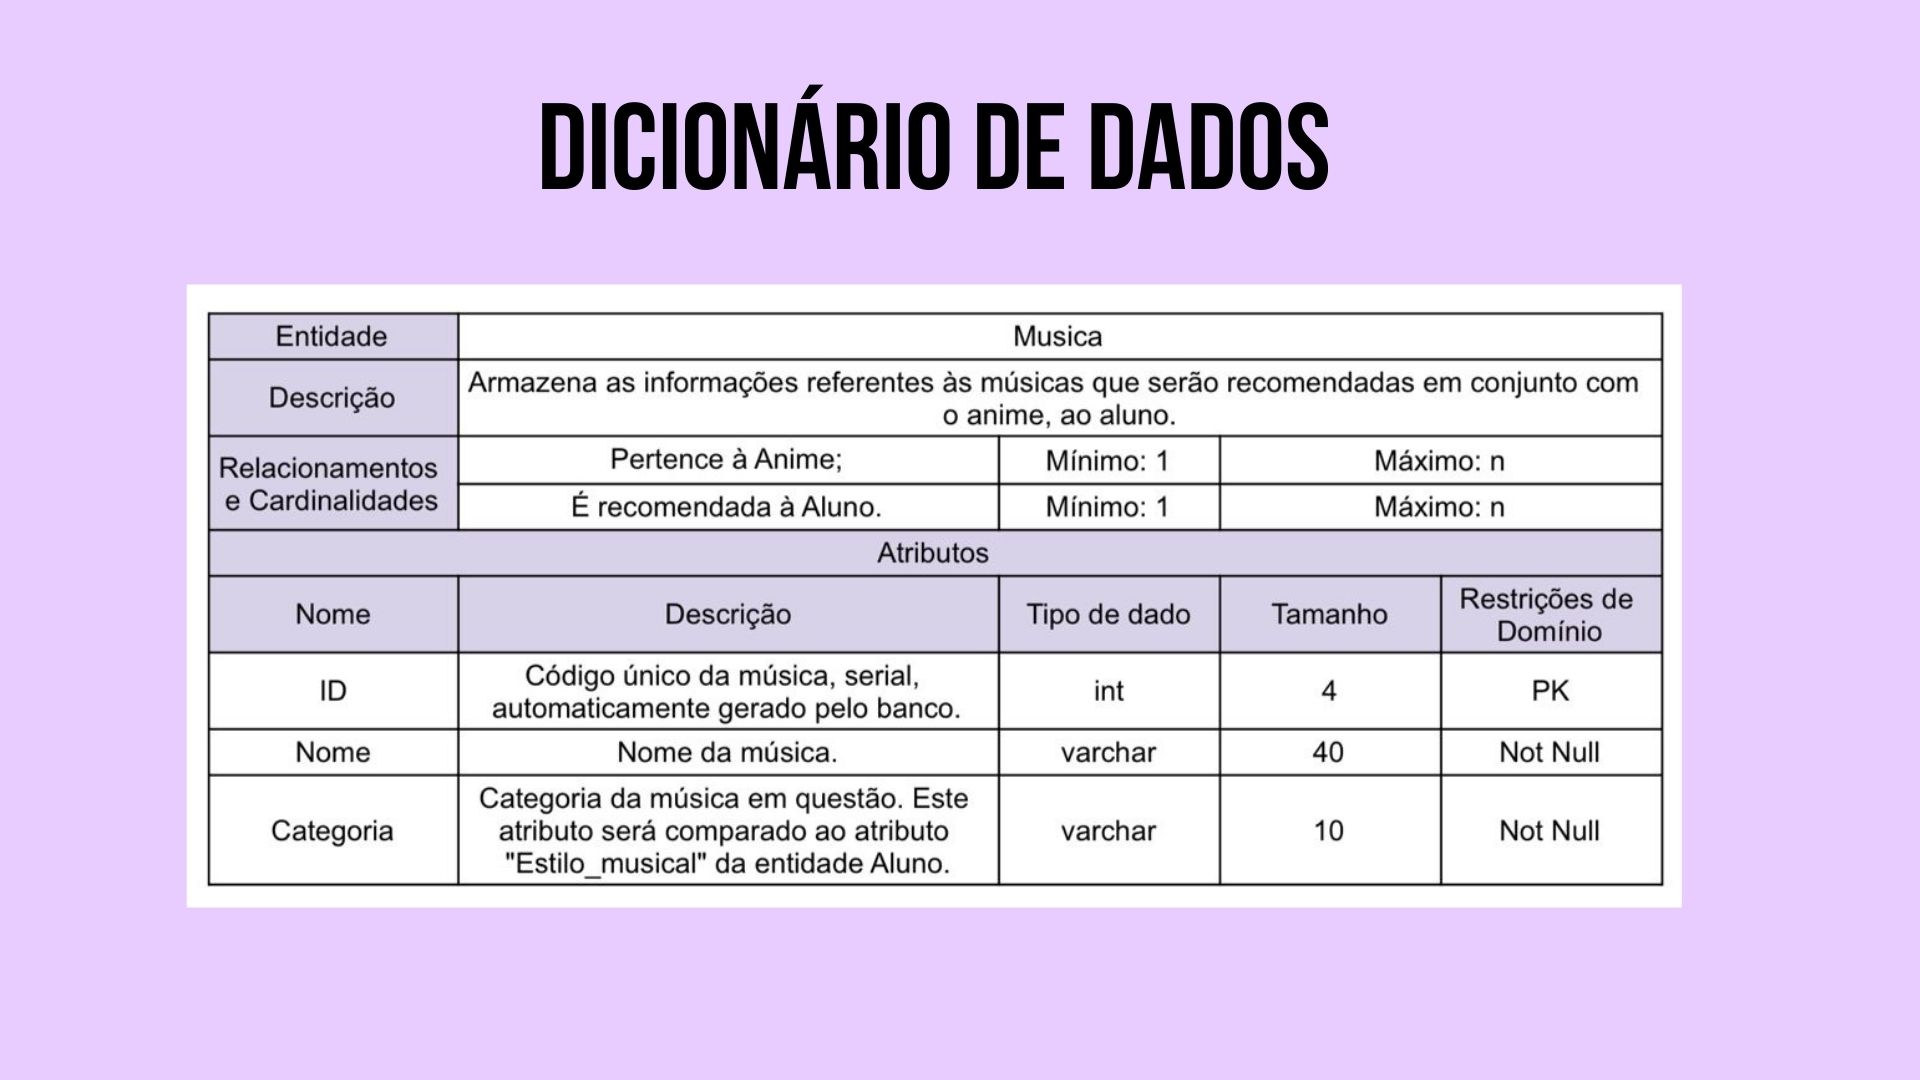 DICIONÁRIO DE DADOS
Entidade
Musica
Descrição
Armazena as informações referentes às músicas que serão recomendadas em conjunto com
o anime, ao aluno.
Relacionamentos
e Cardinalidades
Pertence à Anime;
Mínimo: 1
Máximo: n
É recomendada à Aluno.
Mínimo: 1
Máximo: n
Atributos
Nome
Descrição
Tipo de dado
Tamanho
Restrições de
Domínio
ID
Código único da música, serial,
automaticamente gerado pelo banco.
int
4
PK
Nome
Nome da música.
varchar
40
Not Null
Categoria
Categoria da música em questão. Este
atributo será comparado ao atributo
"Estilo_musical" da entidade Aluno.
varchar
10
Not Null